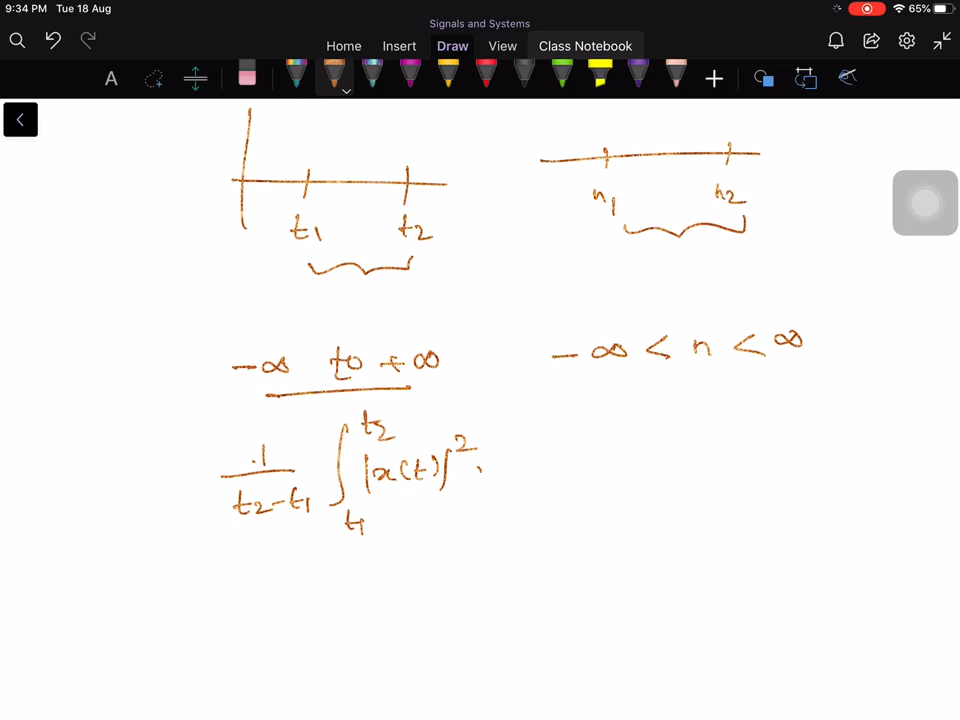 9:34 PM Tue 18 Aug
65%
Signals and Systems
Home Insert Draw View Class Notebook
A
t1 t2
n1 n2
-∞ to +∞
-∞ < n < ∞
1/(t2-t1) ∫_{t1}^{t2} |x(t)|^2